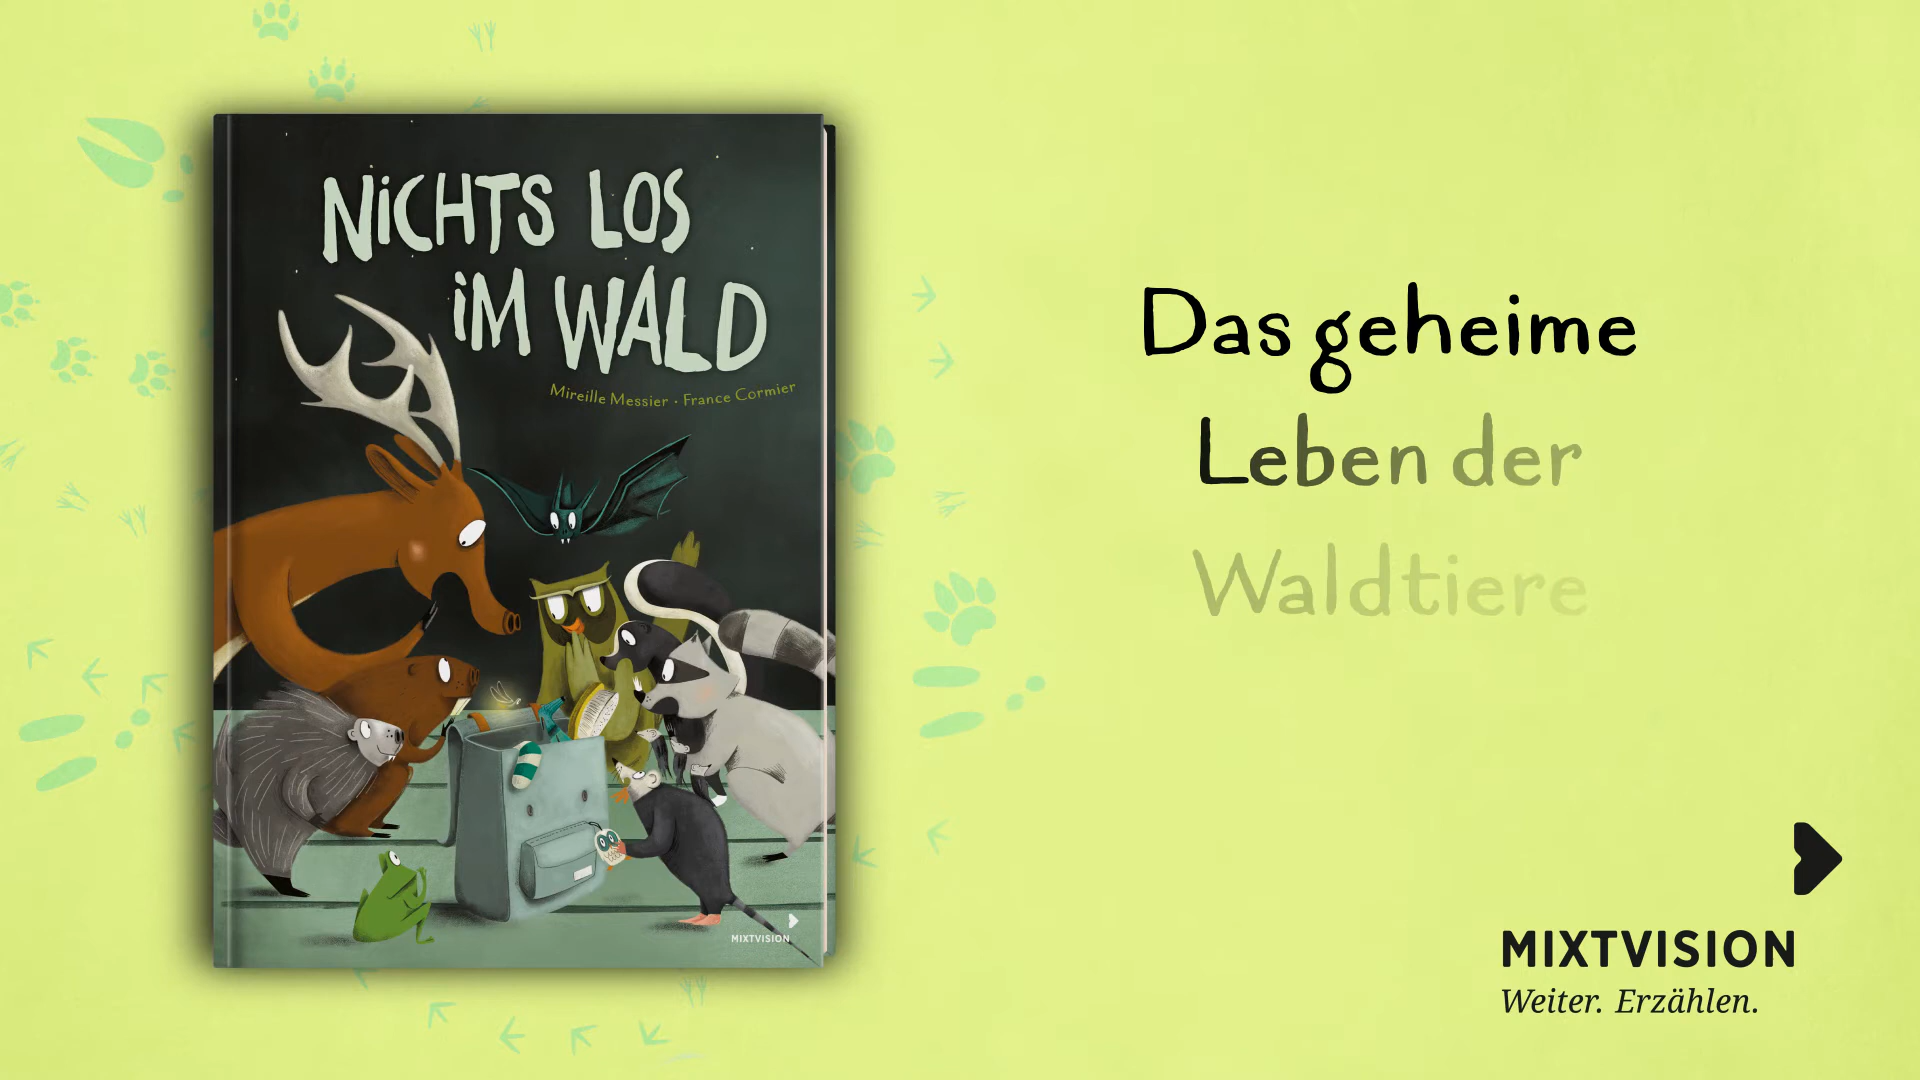 NiCHTS LOS
iM WALD
Mireille Messier · France Cormier
MIXTVISION
Das geheime
Leben der
Waldtiere
MIXTVISION
Weiter. Erzählen.